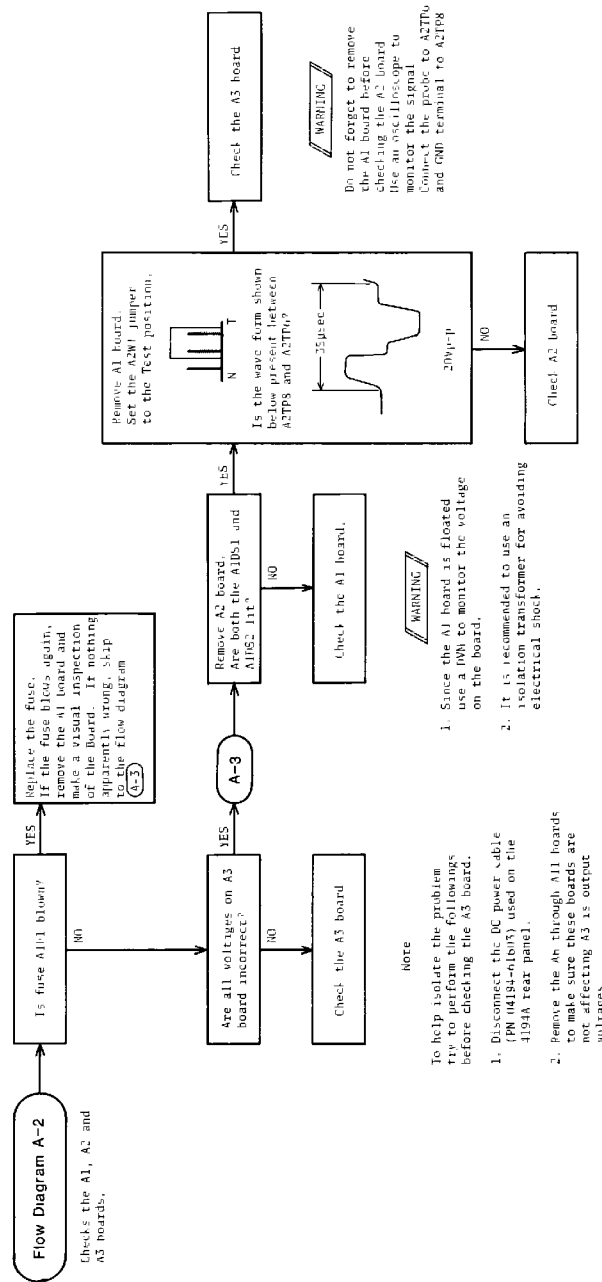 Flow Diagram A-2
Checks the A1, A2 and
A3 boards.
Is fuse A1F1 blown?
YES
NO
Replace the fuse.
If the fuse blows again,
remove the A1 board and
make a visual inspection
of the Board. If nothing
apparently wrong, skip
to the flow diagram
A-3
Are all voltages on A3
board incorrect?
YES
NO
Check the A3 board
A-3
Remove A2 board.
Are both the A1DS1 and
A1DS2 lit?
YES
NO
Check the A1 board.
Remove A1 board.
Set the A2W1 jumper
to the Test position.
N T
Is the wave form shown
below present between
A2TP8 and A2TP6?
35μsec
20Vp-p
YES
NO
Check the A3 board
Check A2 board
Note
To help isolate the problem
try to perform the followings
before checking the A3 board.
1. Disconnect the DC power cable
(PN 04194-61603) used on the
4194A rear panel.
2. Remove the A6 through A11 boards
to make sure these boards are
not affecting A3 is output
voltages
WARNING
1. Since the A1 board is floated
use a DVM to monitor the voltage
on the board.
2. It is recommended to use an
isolation transformer for avoiding
electrical shock.
WARNING
Do not forget to remove
the A1 board before
checking the A2 board
Use an oscilloscope to
monitor the signal
Connect the probe to A2TP6
and GND terminal to A2TP8